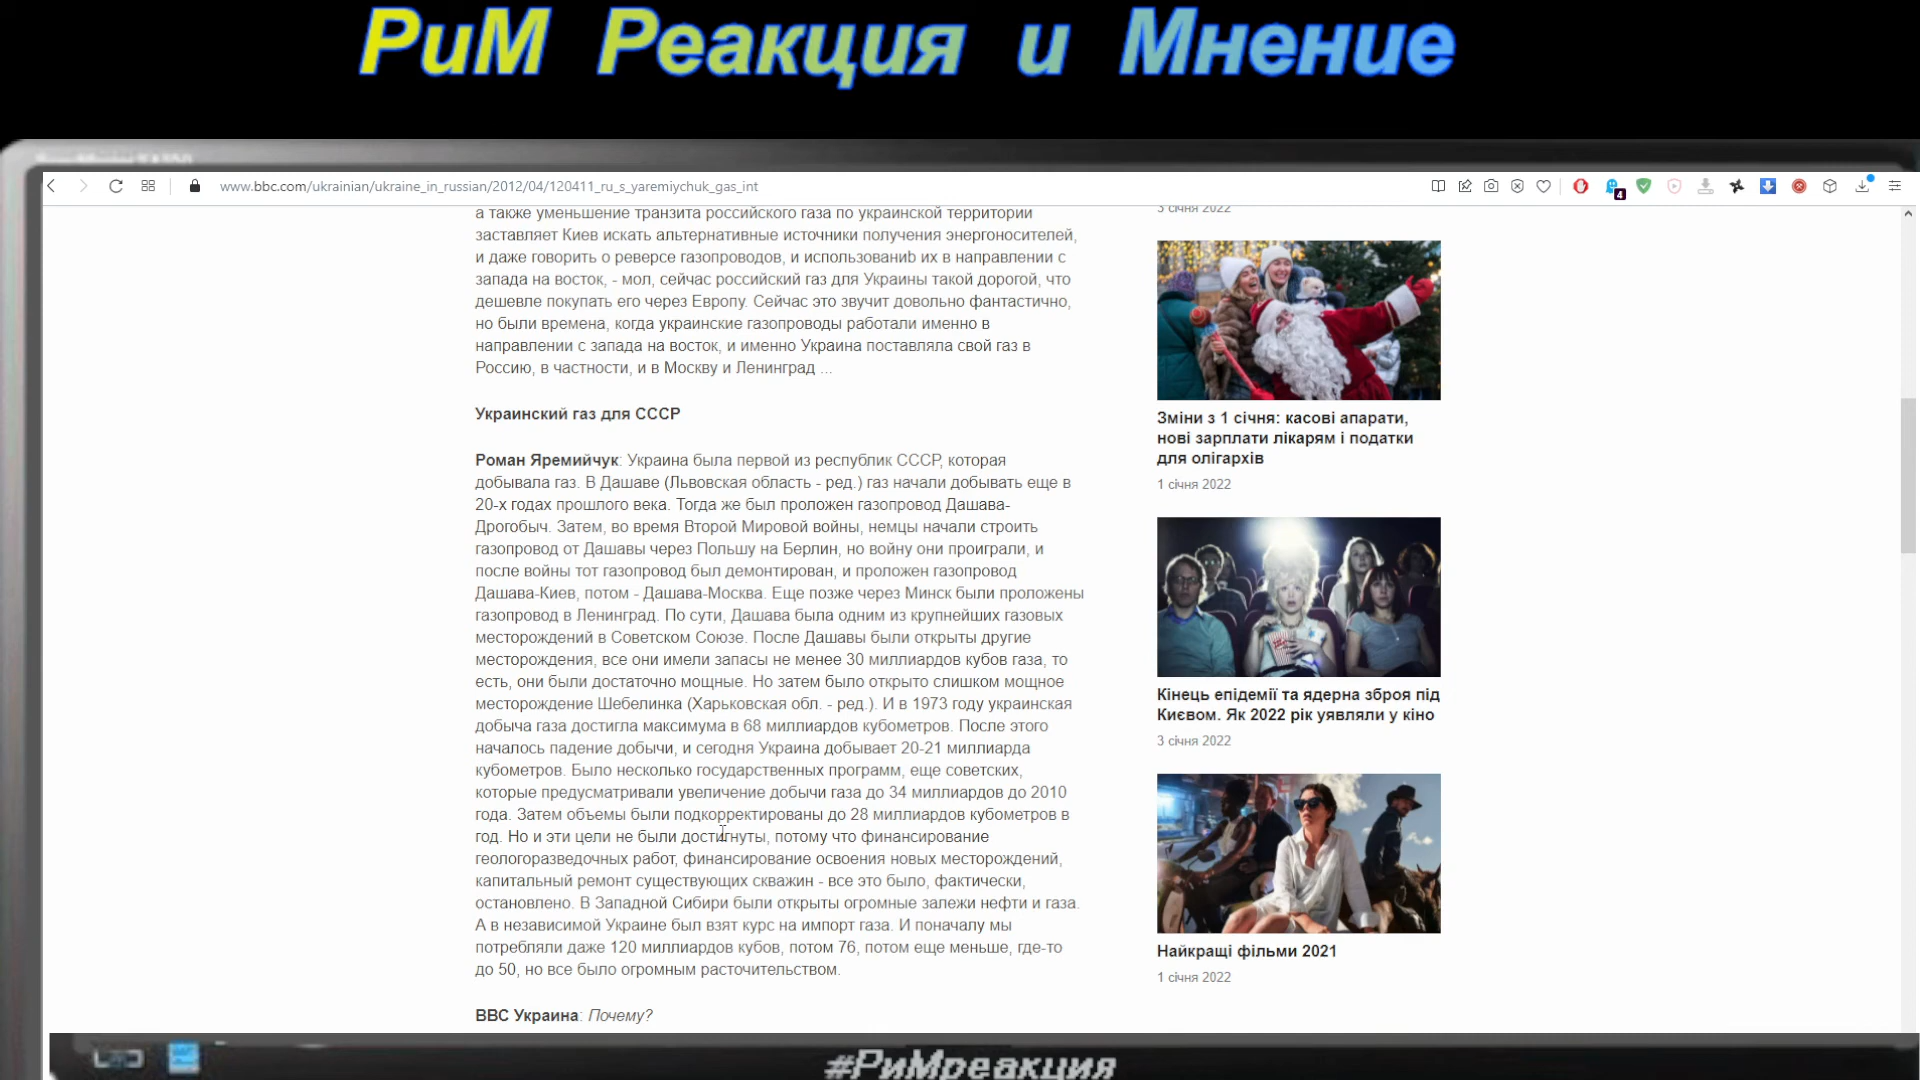 РиМ Реакция и Мнение
www.bbc.com/ukrainian/ukraine_in_russian/2012/04/120411_ru_s_yaremiychuk_gas_int
4
а также уменьшение транзита российского газа по украинской территории
заставляет Киев искать альтернативные источники получения энергоносителей,
и даже говорить о реверсе газопроводов, и использованиb их в направлении с
запада на восток, - мол, сейчас российский газ для Украины такой дорогой, что
дешевле покупать его через Европу. Сейчас это звучит довольно фантастично,
но были времена, когда украинские газопроводы работали именно в
направлении с запада на восток, и именно Украина поставляла свой газ в
Россию, в частности, и в Москву и Ленинград ...
Украинский газ для СССР
Роман Яремийчук: Украина была первой из республик СССР, которая
добывала газ. В Дашаве (Львовская область - ред.) газ начали добывать еще в
20-х годах прошлого века. Тогда же был проложен газопровод Дашава-
Дрогобыч. Затем, во время Второй Мировой войны, немцы начали строить
газопровод от Дашавы через Польшу на Берлин, но войну они проиграли, и
после войны тот газопровод был демонтирован, и проложен газопровод
Дашава-Киев, потом - Дашава-Москва. Еще позже через Минск были проложены
газопровод в Ленинград. По сути, Дашава была одним из крупнейших газовых
месторождений в Советском Союзе. После Дашавы были открыты другие
месторождения, все они имели запасы не менее 30 миллиардов кубов газа, то
есть, они были достаточно мощные. Но затем было открыто слишком мощное
месторождение Шебелинка (Харьковская обл. - ред.). И в 1973 году украинская
добыча газа достигла максимума в 68 миллиардов кубометров. После этого
началось падение добычи, и сегодня Украина добывает 20-21 миллиарда
кубометров. Было несколько государственных программ, еще советских,
которые предусматривали увеличение добычи газа до 34 миллиардов до 2010
года. Затем объемы были подкорректированы до 28 миллиардов кубометров в
год. Но и эти цели не были достигнуты, потому что финансирование
геологоразведочных работ, финансирование освоения новых месторождений,
капитальный ремонт существующих скважин - все это было, фактически,
остановлено. В Западной Сибири были открыты огромные залежи нефти и газа.
А в независимой Украине был взят курс на импорт газа. И поначалу мы
потребляли даже 120 миллиардов кубов, потом 76, потом еще меньше, где-то
до 50, но все было огромным расточительством.
ВВС Украина: Почему?
3 січня 2022
Зміни з 1 січня: касові апарати,
нові зарплати лікарям і податки
для олігархів
1 січня 2022
Кінець епідемії та ядерна зброя під
Києвом. Як 2022 рік уявляли у кіно
3 січня 2022
Найкращі фільми 2021
1 січня 2022
#РиМреакция